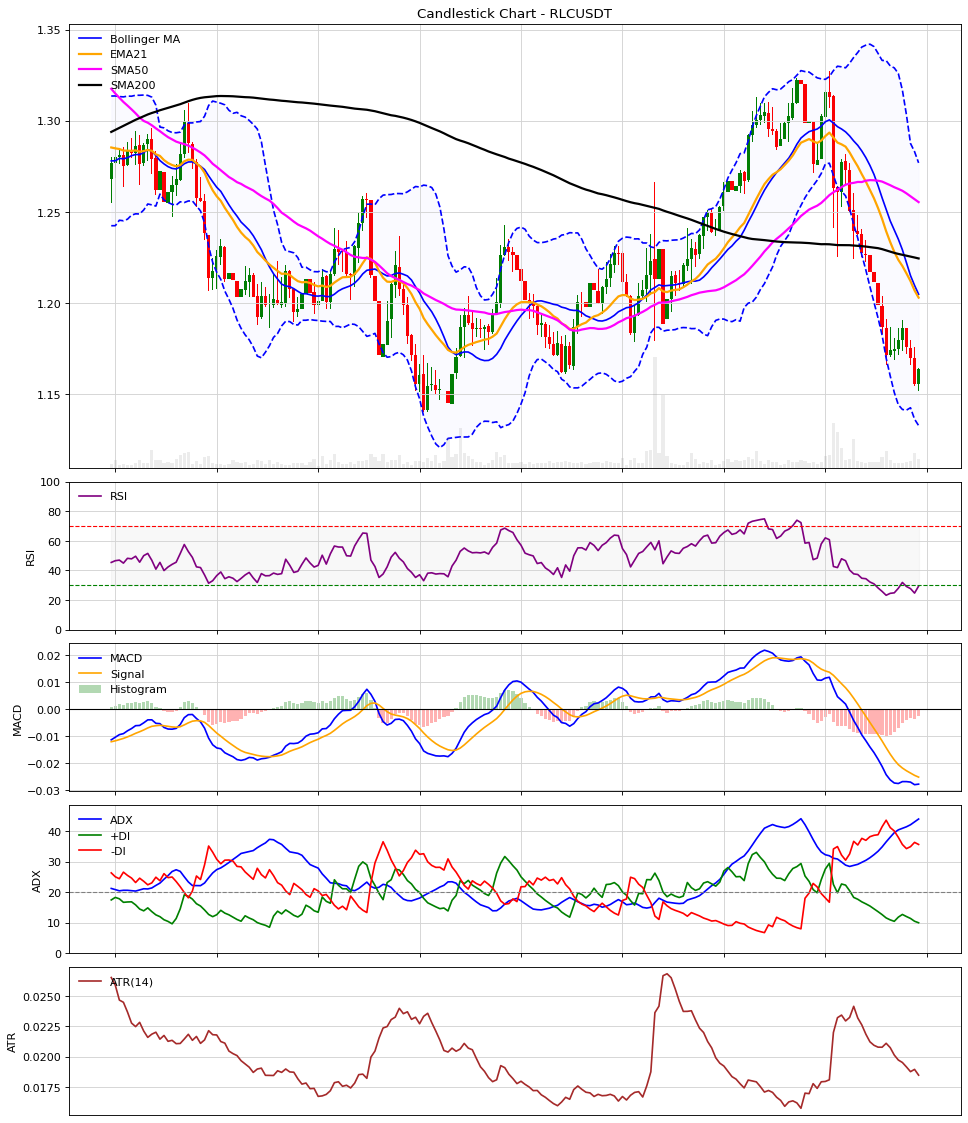 Candlestick Chart - RLCUSDT
1.35
1.30
1.25
1.20
1.15
Bollinger MA
EMA21
SMA50
SMA200
100
80
60
40
20
0
RSI
RSI
0.02
0.01
0.00
−0.01
−0.02
−0.03
MACD
MACD
Signal
Histogram
40
30
20
10
0
ADX
ADX
+DI
-DI
0.0250
0.0225
0.0200
0.0175
ATR
ATR(14)